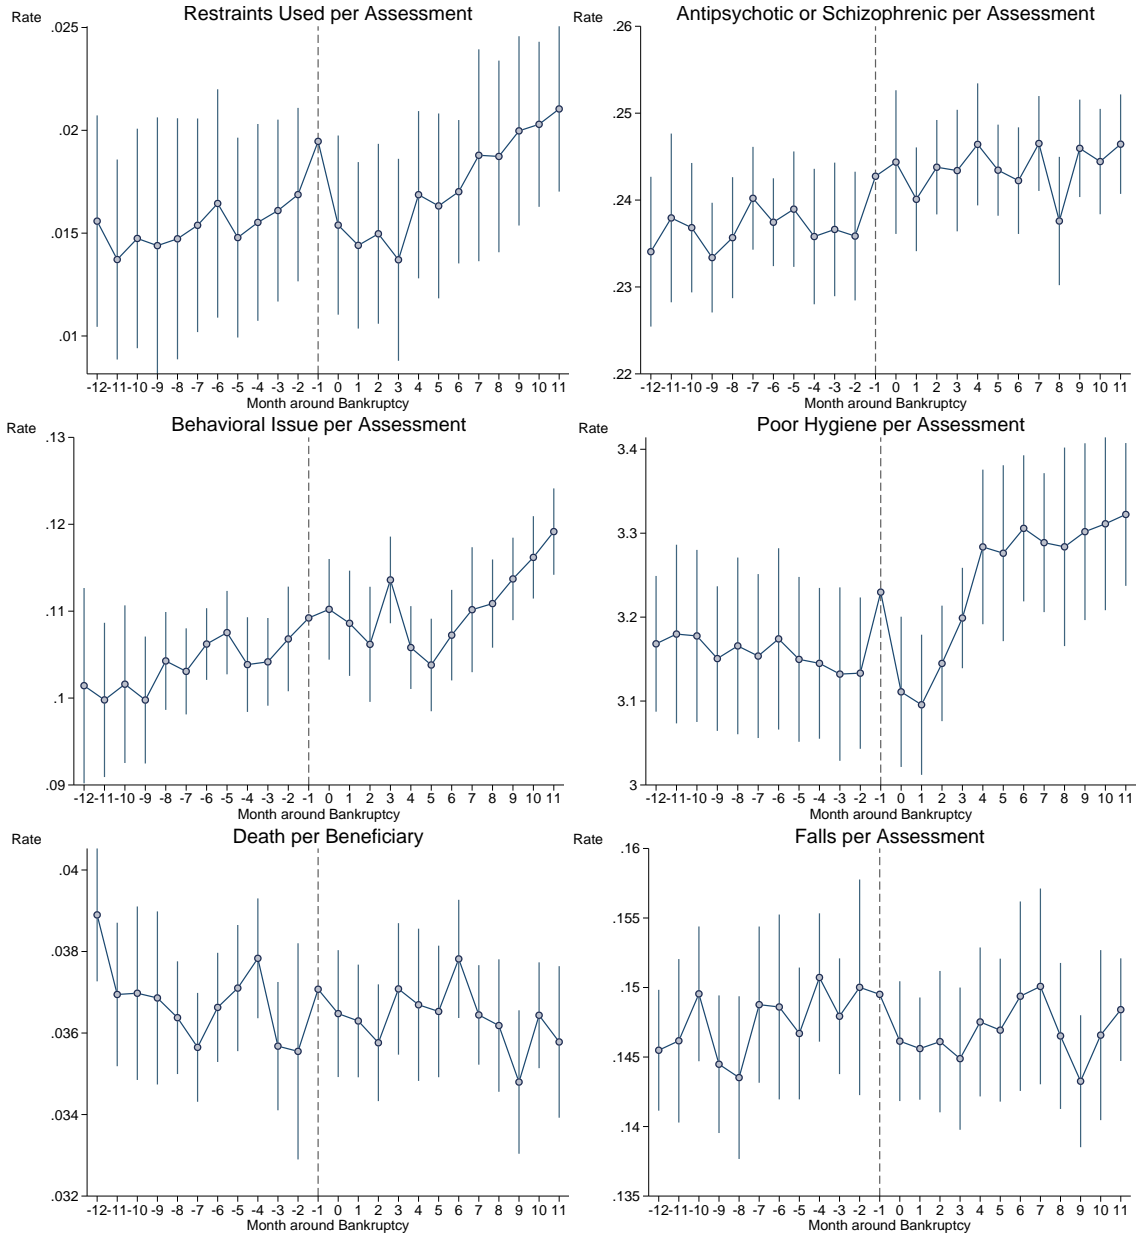 Restraints Used per Assessment
Rate
.025
.02
.015
.01
-12 -11 -10 -9 -8 -7 -6 -5 -4 -3 -2 -1 0 1 2 3 4 5 6 7 8 9 10 11
Month around Bankruptcy
Antipsychotic or Schizophrenic per Assessment
Rate
.26
.25
.24
.23
.22
-12 -11 -10 -9 -8 -7 -6 -5 -4 -3 -2 -1 0 1 2 3 4 5 6 7 8 9 10 11
Month around Bankruptcy
Behavioral Issue per Assessment
Rate
.13
.12
.11
.1
.09
-12 -11 -10 -9 -8 -7 -6 -5 -4 -3 -2 -1 0 1 2 3 4 5 6 7 8 9 10 11
Month around Bankruptcy
Poor Hygiene per Assessment
Rate
3.4
3.3
3.2
3.1
3
-12 -11 -10 -9 -8 -7 -6 -5 -4 -3 -2 -1 0 1 2 3 4 5 6 7 8 9 10 11
Month around Bankruptcy
Death per Beneficiary
Rate
.04
.038
.036
.034
.032
-12 -11 -10 -9 -8 -7 -6 -5 -4 -3 -2 -1 0 1 2 3 4 5 6 7 8 9 10 11
Month around Bankruptcy
Falls per Assessment
Rate
.16
.155
.15
.145
.14
.135
-12 -11 -10 -9 -8 -7 -6 -5 -4 -3 -2 -1 0 1 2 3 4 5 6 7 8 9 10 11
Month around Bankruptcy